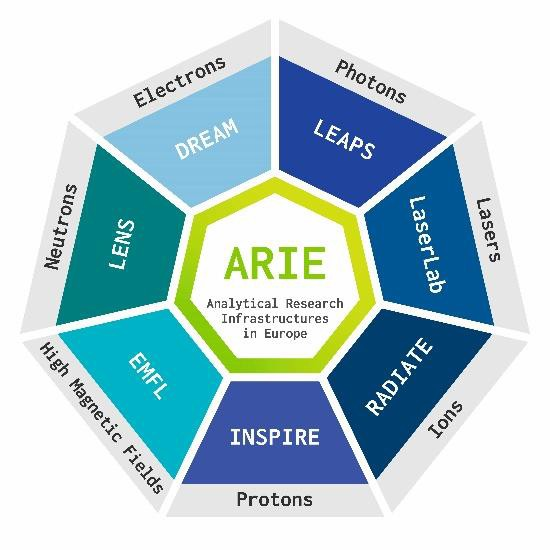 ARIE
Analytical Research
Infrastructures
in Europe
Photons
LEAPS
Lasers
LaserLab
Ions
RADIATE
INSPIRE
Protons
EMFL
High Magnetic Fields
Neutrons
LENS
Electrons
DREAM